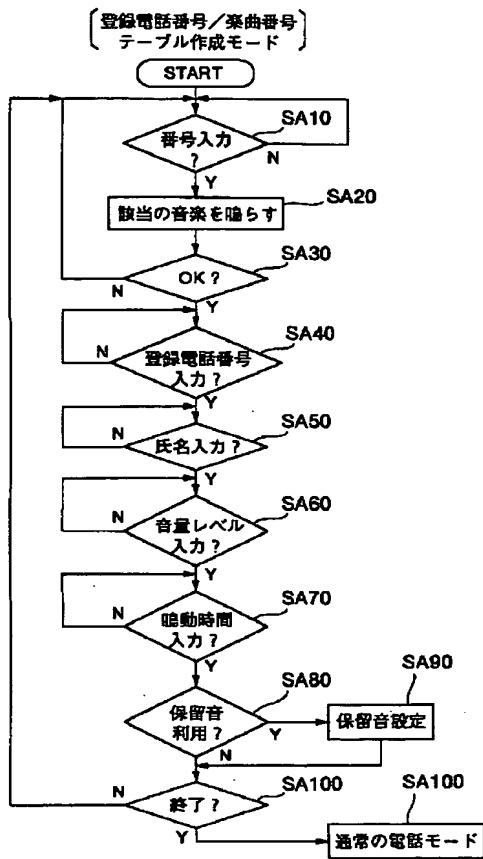 登録電話番号／楽曲番号
テーブル作成モード
START
SA10
番号入力
?
N
Y
SA20
該当の音楽を鳴らす
SA30
OK?
N
Y
SA40
N
登録電話番号
入力?
Y
SA50
N
氏名入力?
Y
SA60
N
音量レベル
入力?
Y
SA70
N
鳴動時間
入力?
Y
SA80
SA90
保留音
利用?
Y
保留音設定
N
SA100
N
終了?
SA100
Y
通常の電話モード